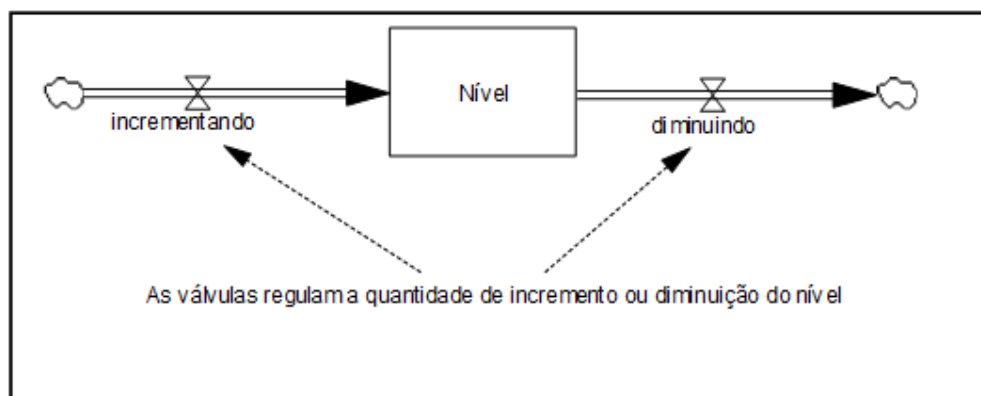 Nível
incrementando
diminuindo
As válvulas regulam a quantidade de incremento ou diminuição do nível